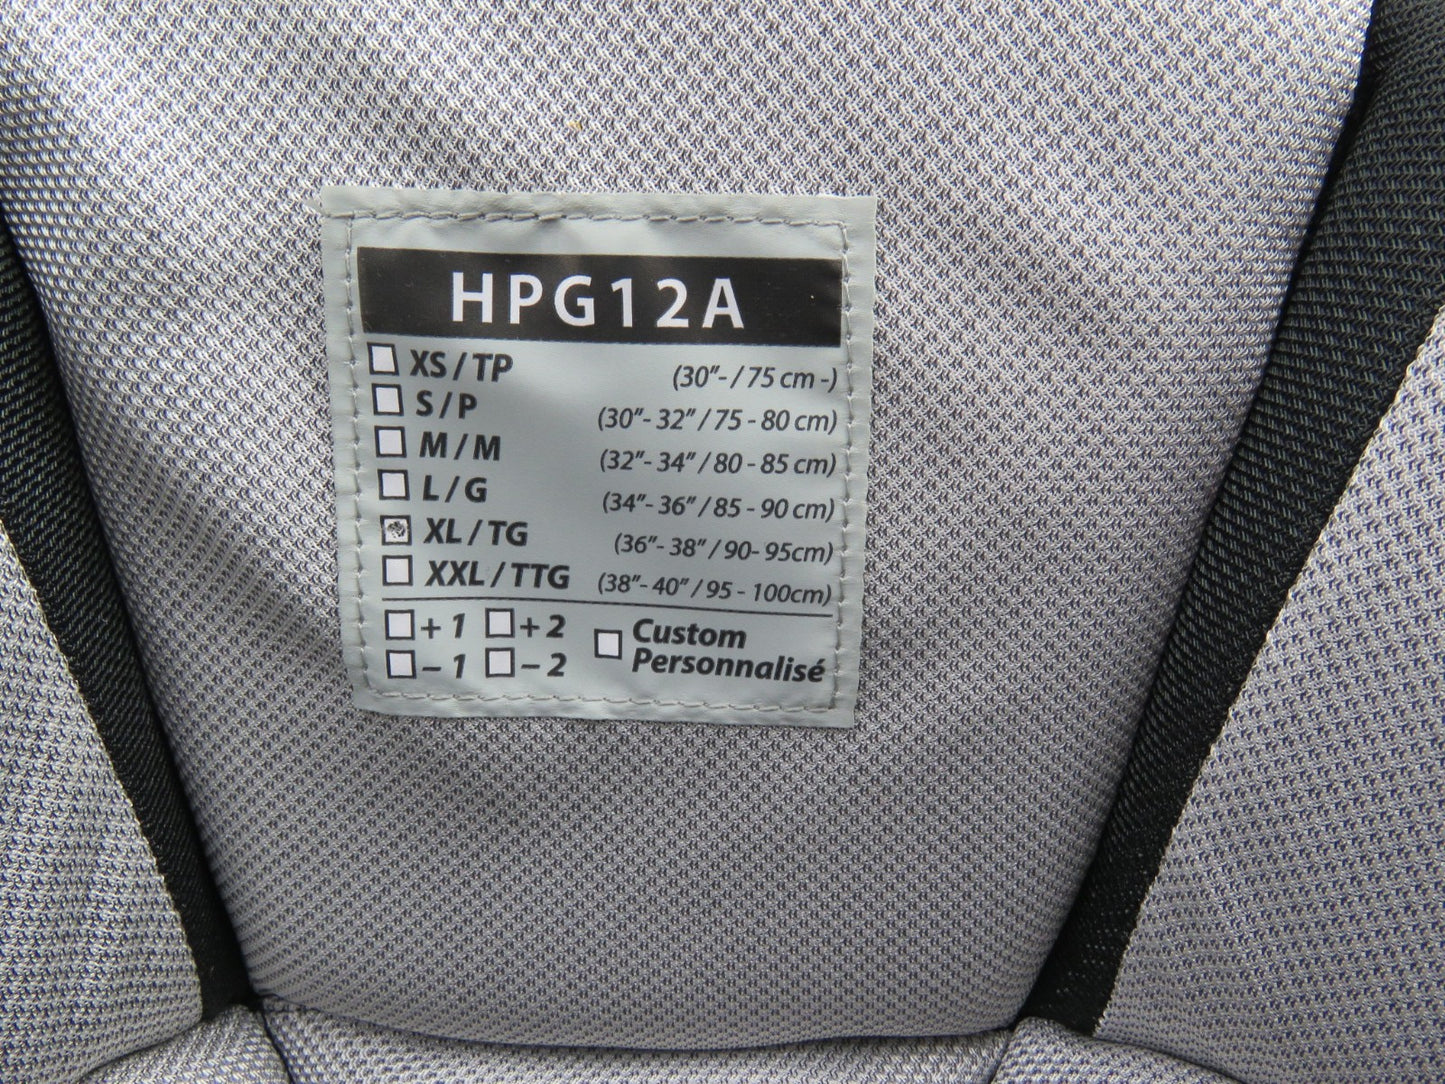 HPG12A
XS / TP (30″- / 75 cm -)
S / P (30″- 32″ / 75 - 80 cm)
M / M (32″- 34″ / 80 - 85 cm)
L / G (34″- 36″ / 85 - 90 cm)
XL / TG (36″- 38″ / 90- 95cm)
XXL / TTG (38″- 40″ / 95 - 100cm)
+ 1 + 2 Custom
– 1 – 2 Personnalisé